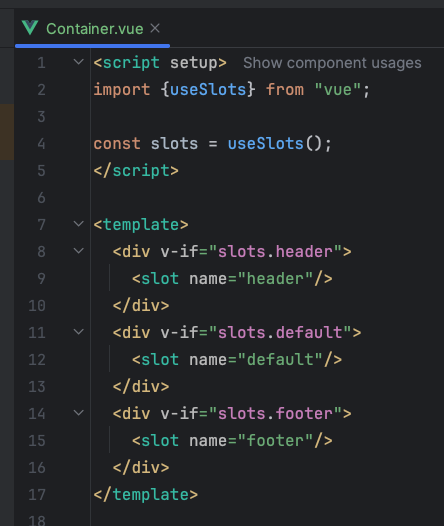 Container.vue ×
1 <script setup> Show component usages
2 import {useSlots} from "vue";
3
4 const slots = useSlots();
5 </script>
6
7 <template>
8   <div v-if="slots.header">
9     <slot name="header"/>
10   </div>
11   <div v-if="slots.default">
12     <slot name="default"/>
13   </div>
14   <div v-if="slots.footer">
15     <slot name="footer"/>
16   </div>
17 </template>
18